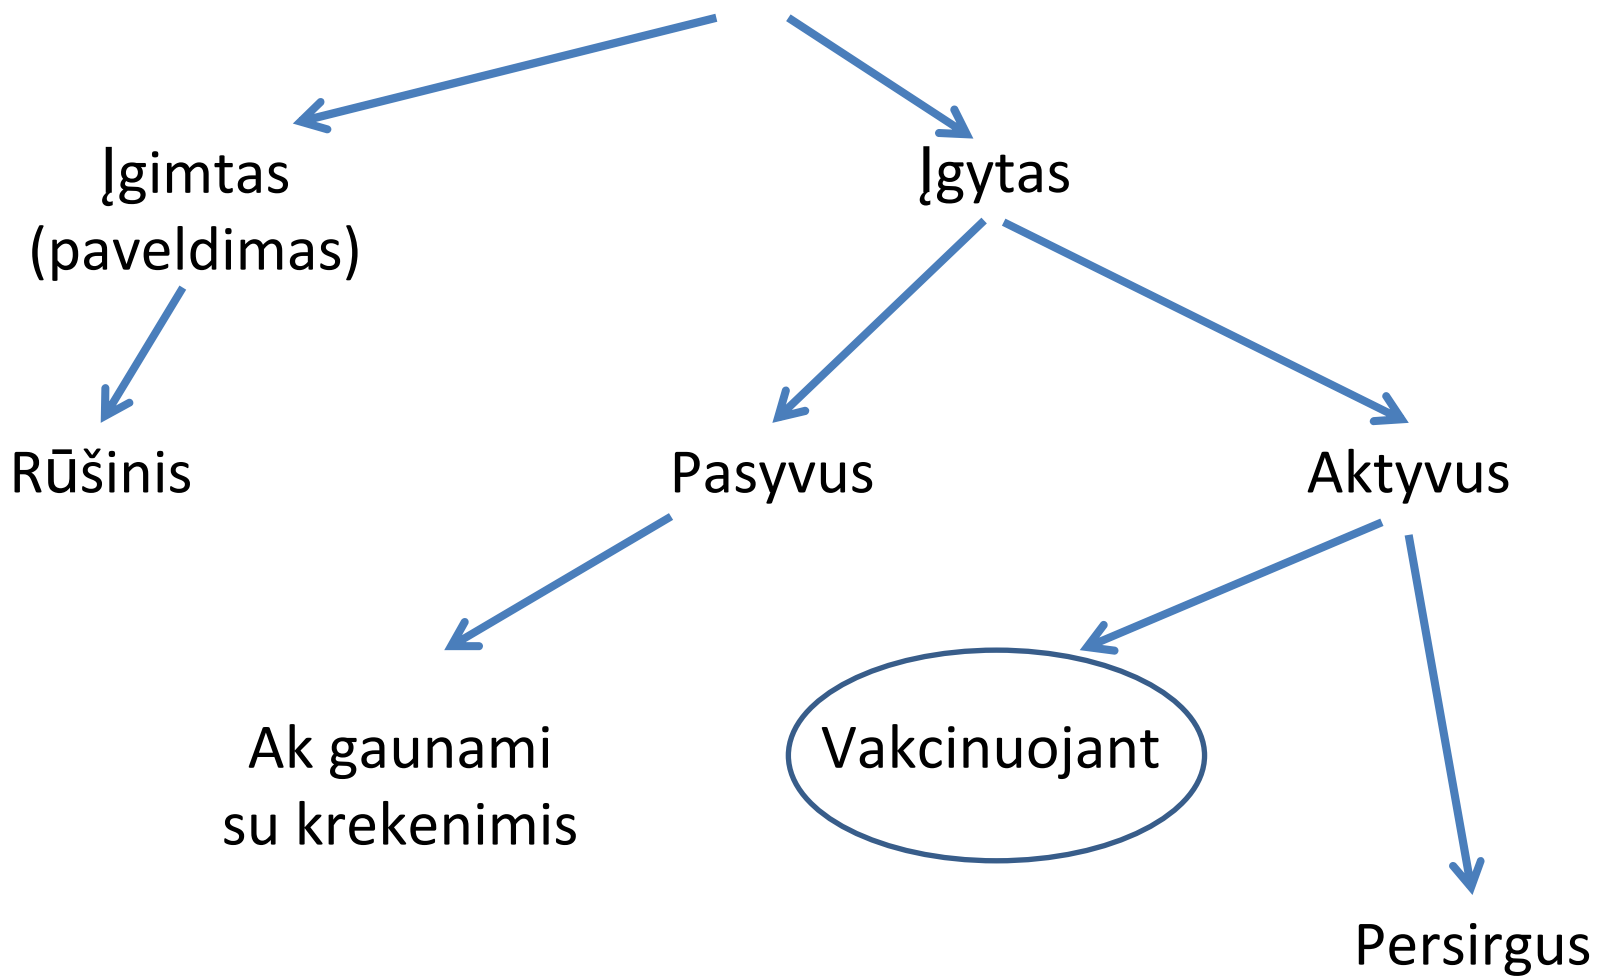 Įgimtas
(paveldimas)
Įgytas
Rūšinis
Pasyvus
Aktyvus
Ak gaunami
su krekenimis
Vakcinuojant
Persirgus